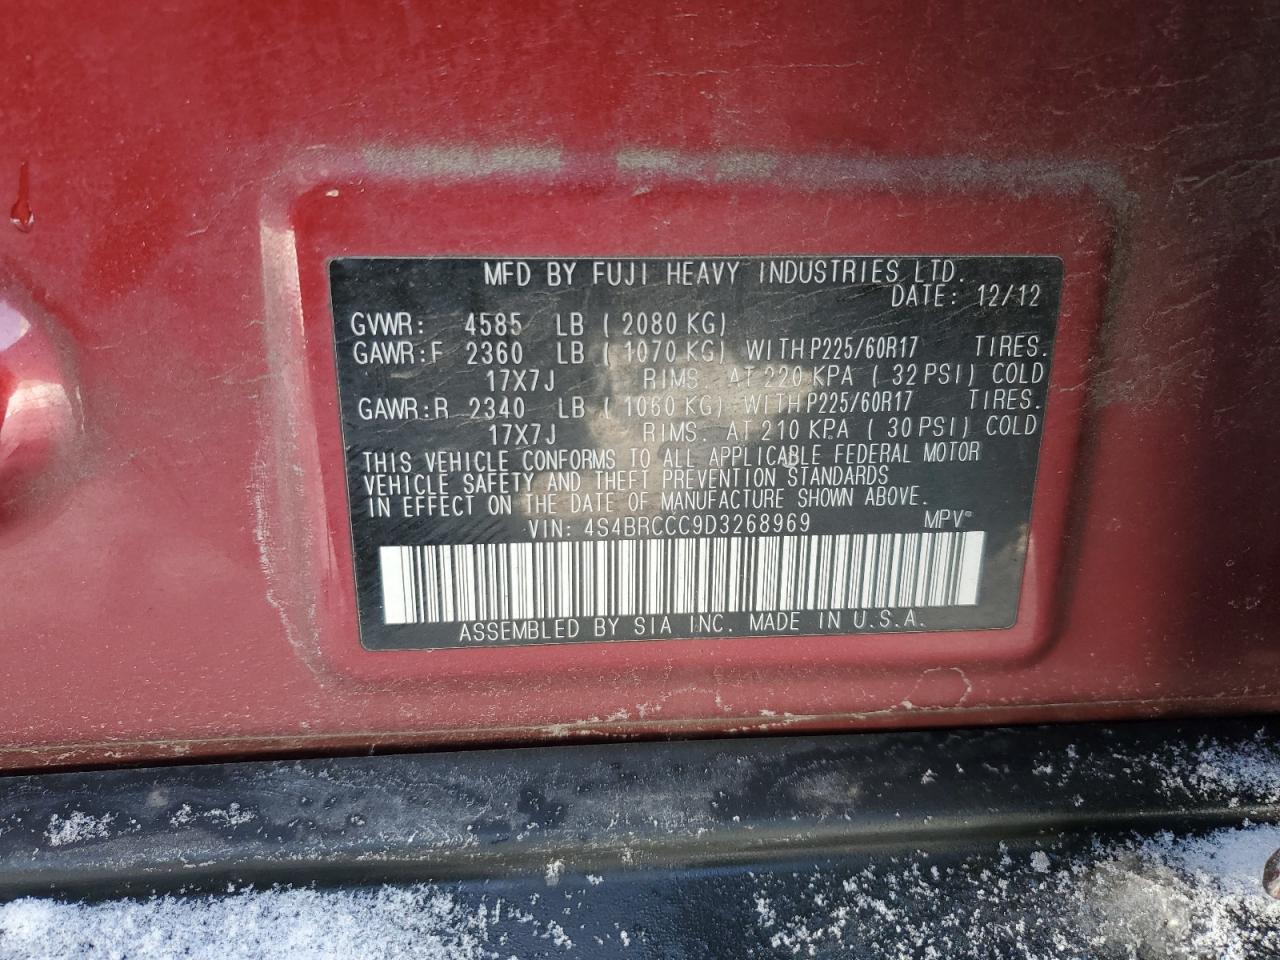 MFD BY FUJI HEAVY INDUSTRIES LTD.
DATE: 12/12
GVWR: 4585 LB (2080 KG)
GAWR:F 2360 LB (1070 KG) WITH P225/60R17 TIRES.
17X7J RIMS. AT 220 KPA (32 PSI) COLD
GAWR:R 2340 LB (1060 KG) WITH P225/60R17 TIRES.
17X7J RIMS. AT 210 KPA (30 PSI) COLD
THIS VEHICLE CONFORMS TO ALL APPLICABLE FEDERAL MOTOR
VEHICLE SAFETY AND THEFT PREVENTION STANDARDS
IN EFFECT ON THE DATE OF MANUFACTURE SHOWN ABOVE.
VIN: 4S4BRCCC9D3268969 MPV
ASSEMBLED BY SIA INC. MADE IN U.S.A.